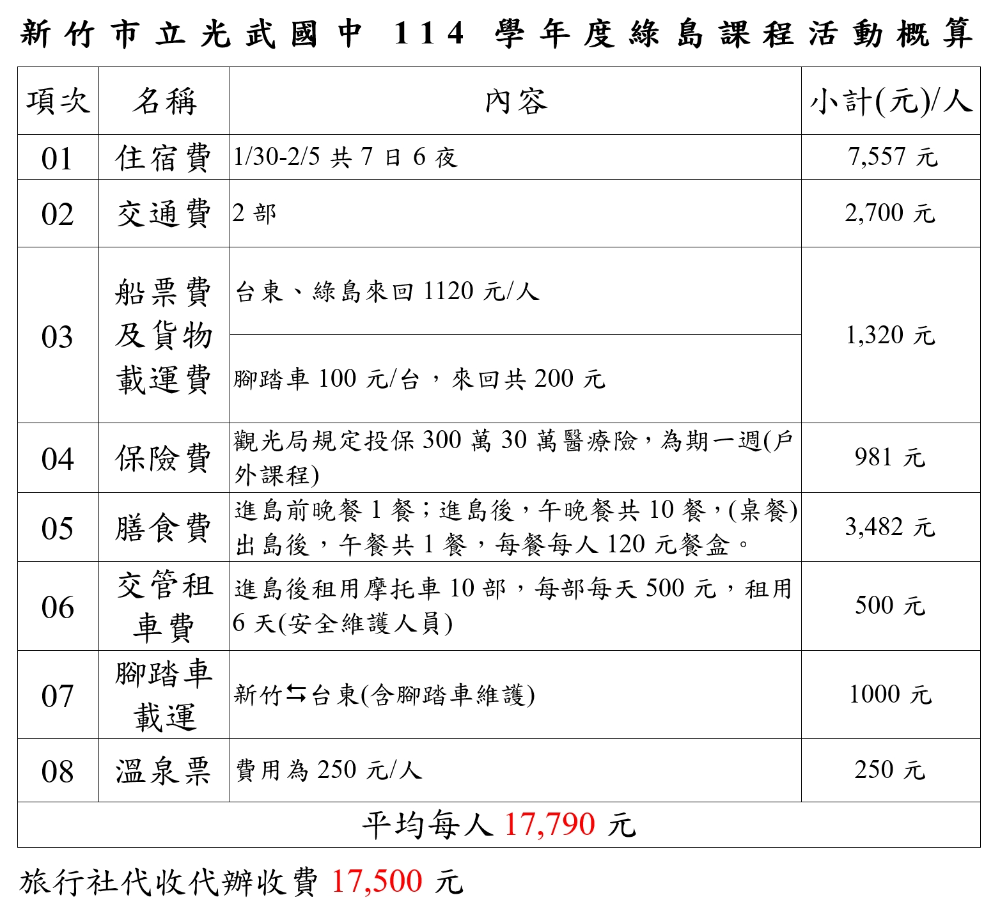 新竹市立光武國中 114 學年度綠島課程活動概算
項次 名稱 內容 小計(元)/人
01 住宿費 1/30-2/5 共 7 日 6 夜 7,557 元
02 交通費 2 部 2,700 元
03 船票費
及貨物
載運費
台東、綠島來回 1120 元/人
腳踏車 100 元/台，來回共 200 元
1,320 元
04 保險費
觀光局規定投保 300 萬 30 萬醫療險，為期一週(戶
外課程)
981 元
05 膳食費
進島前晚餐 1 餐；進島後，午晚餐共 10 餐，(桌餐)
出島後，午餐共 1 餐，每餐每人 120 元餐盒。
3,482 元
06 交管租
車費
進島後租用摩托車 10 部，每部每天 500 元，租用
6 天(安全維護人員)
500 元
07 腳踏車
載運
新竹⇆台東(含腳踏車維護)
1000 元
08 溫泉票 費用為 250 元/人 250 元
平均每人 17,790 元
旅行社代收代辦收費 17,500 元